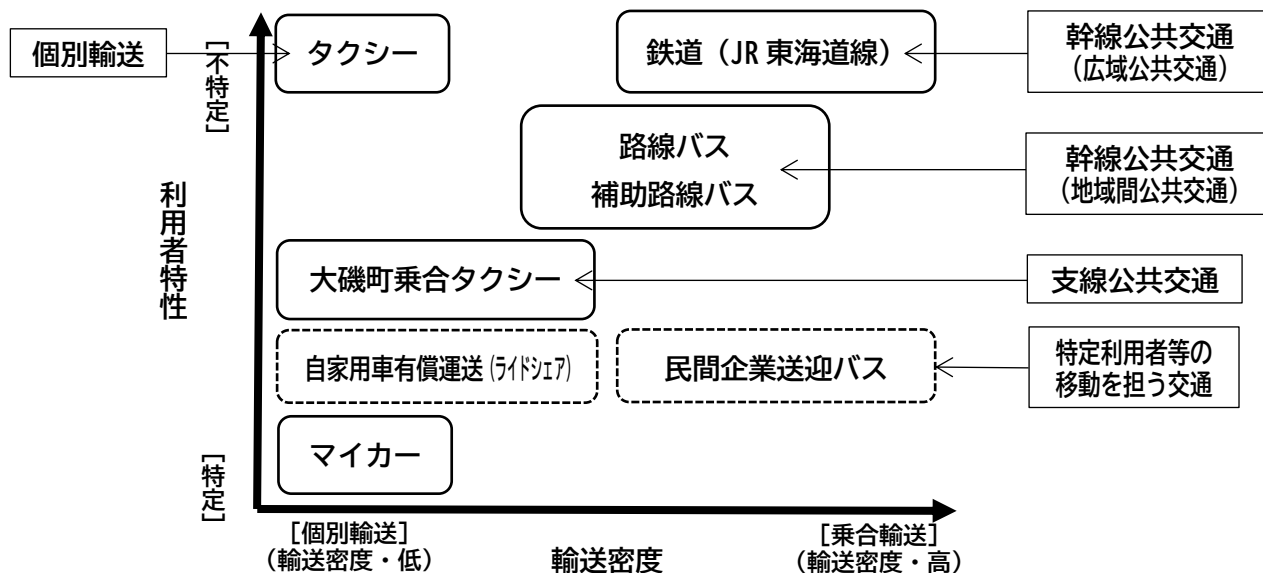 個別輸送
[不特定]
タクシー
鉄道（JR 東海道線）
幹線公共交通
（広域公共交通）
路線バス
補助路線バス
幹線公共交通
（地域間公共交通）
利用者特性
大磯町乗合タクシー
支線公共交通
自家用車有償運送 (ライドシェア)
民間企業送迎バス
特定利用者等の
移動を担う交通
マイカー
[特定]
［個別輸送］
（輸送密度・低）
輸送密度
［乗合輸送］
（輸送密度・高）